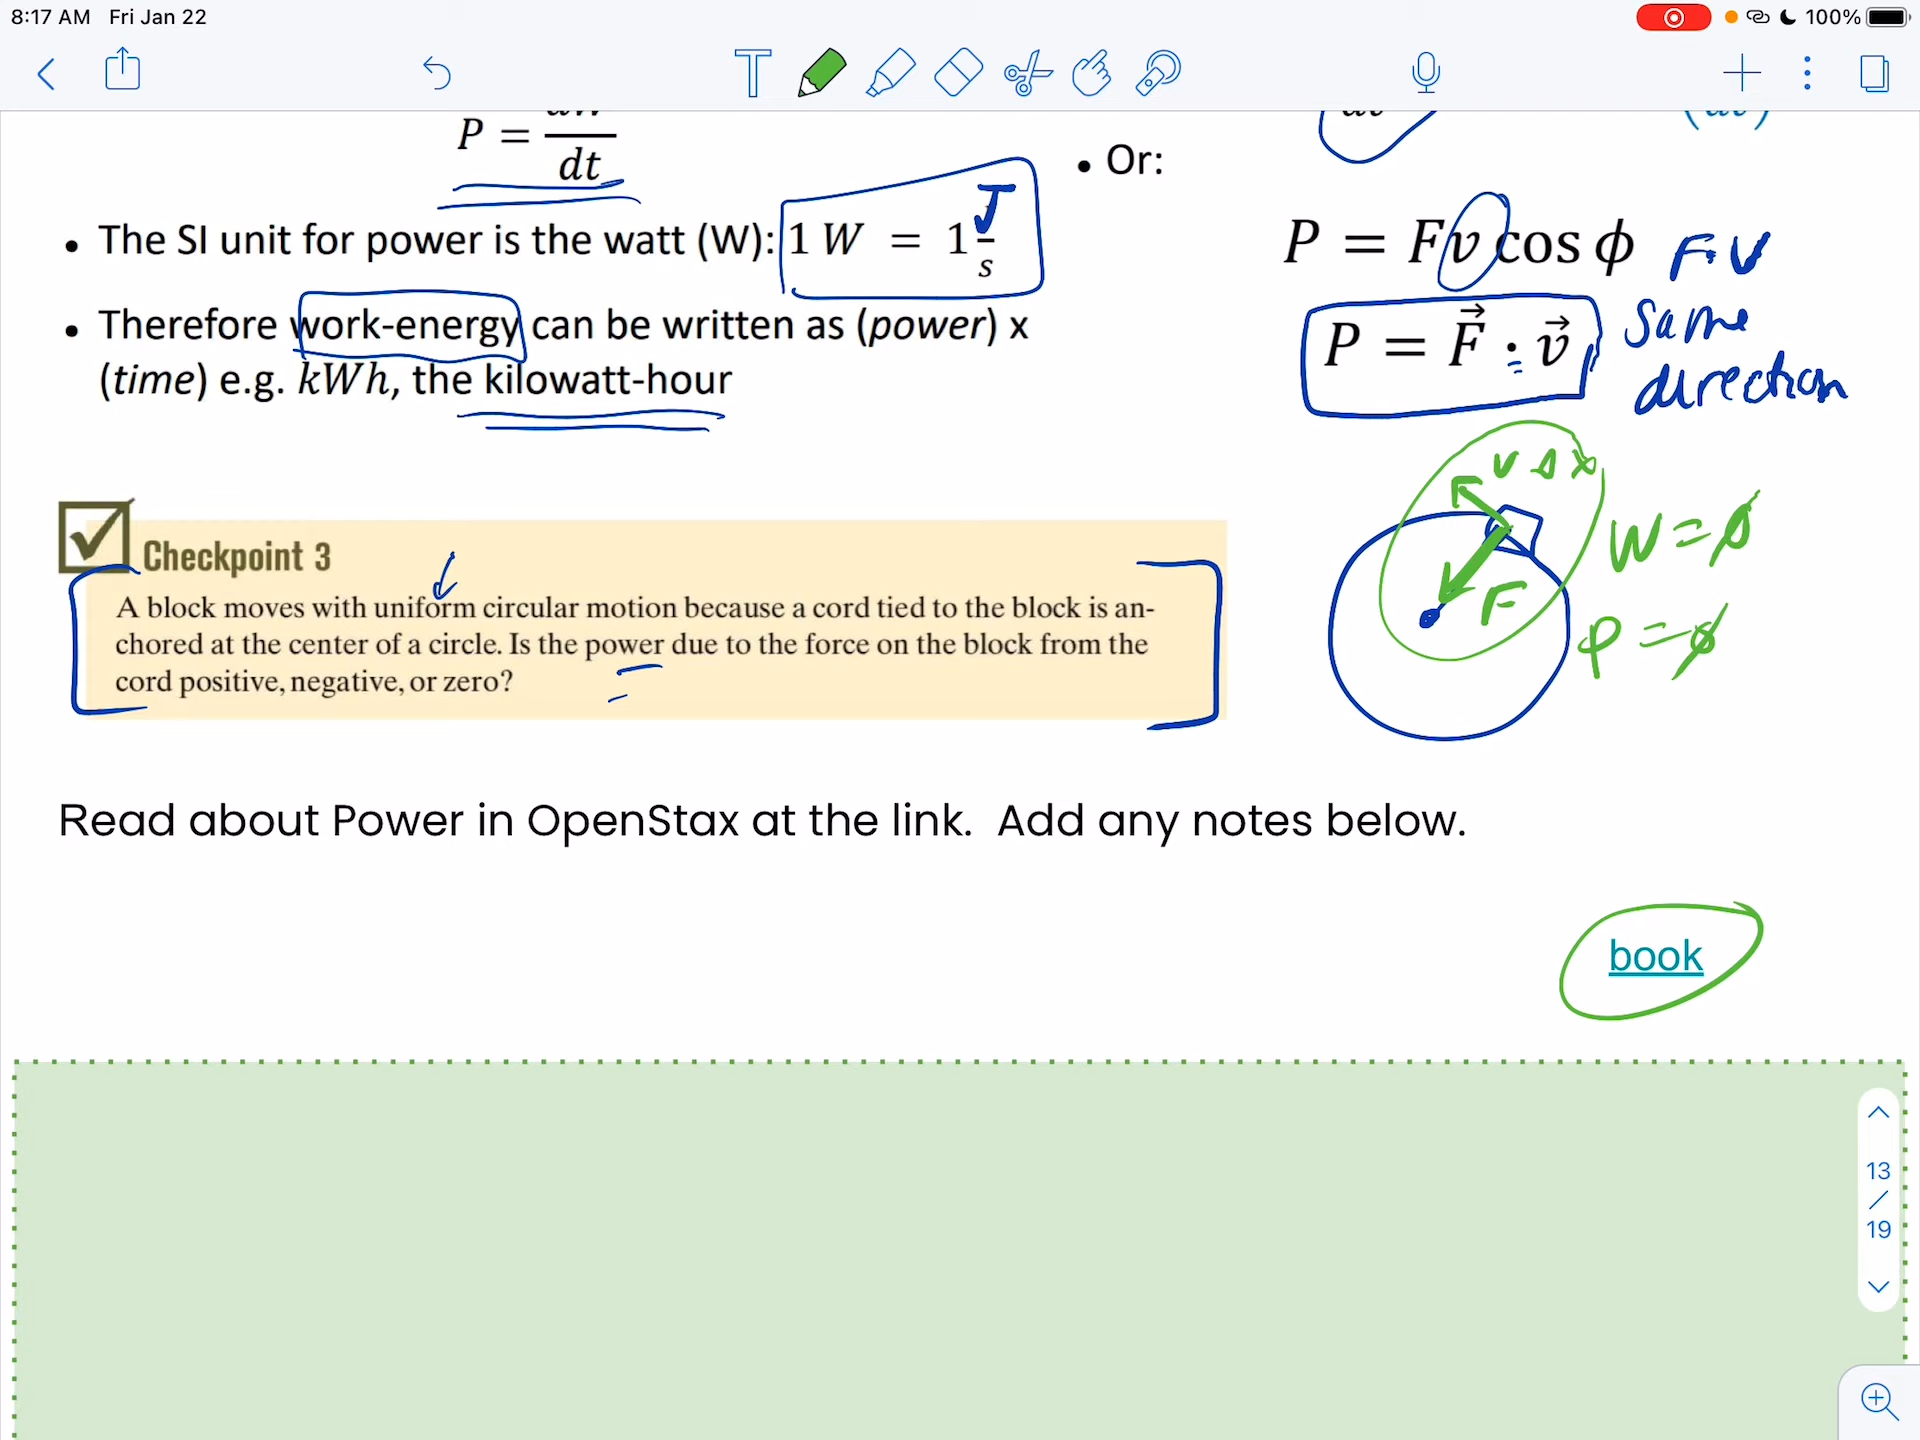 8:17 AM Fri Jan 22
100%
P = dW/dt
• Or:
• The SI unit for power is the watt (W): 1 W = 1 J/s
P = Fv cos ϕ
F·v
• Therefore work-energy can be written as (power) x
(time) e.g. kWh, the kilowatt-hour
P = F⃗ · v⃗
same
direction
v Δx
F
W = ∅
P = ∅
Checkpoint 3
A block moves with uniform circular motion because a cord tied to the block is an-
chored at the center of a circle. Is the power due to the force on the block from the
cord positive, negative, or zero?
Read about Power in OpenStax at the link. Add any notes below.
book
13
/
19